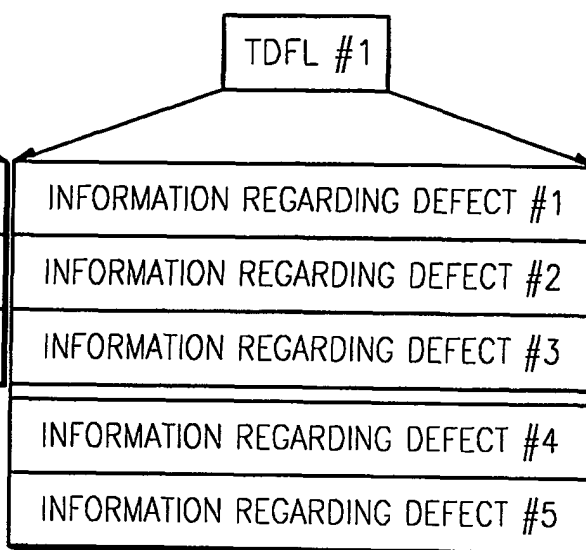 TDFL #1
INFORMATION REGARDING DEFECT #1
INFORMATION REGARDING DEFECT #2
INFORMATION REGARDING DEFECT #3
INFORMATION REGARDING DEFECT #4
INFORMATION REGARDING DEFECT #5